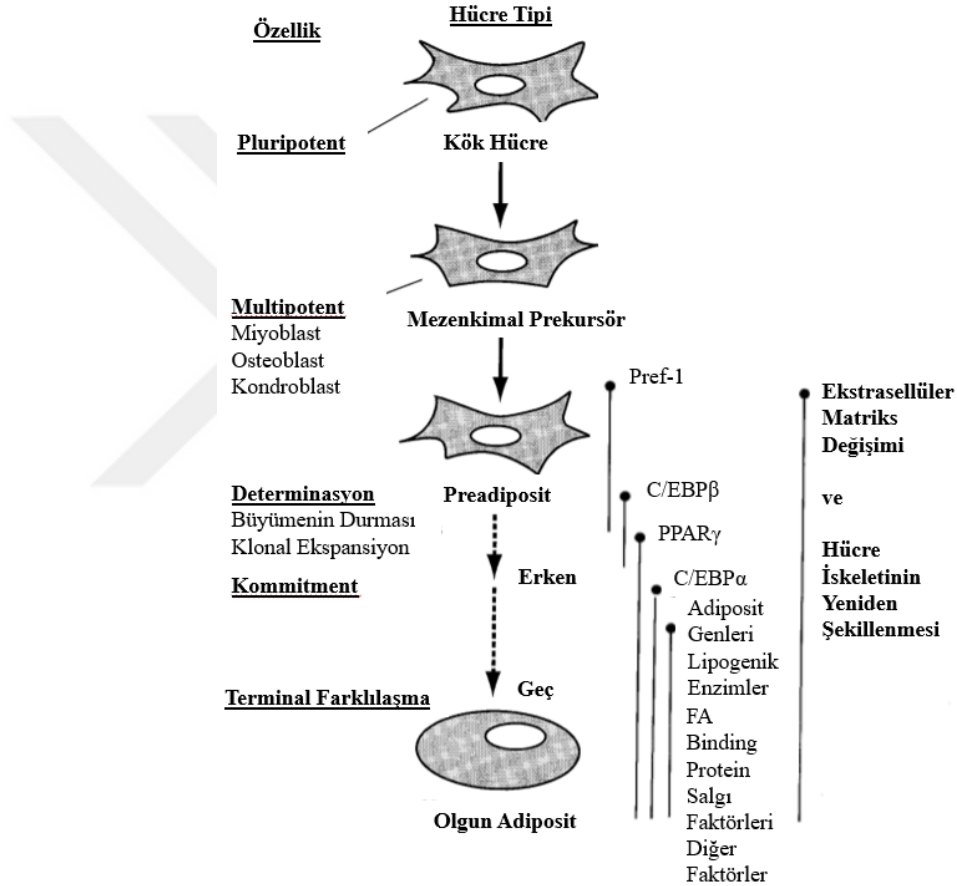 Hücre Tipi
Özellik
Pluripotent
Kök Hücre
Multipotent
Miyoblast
Osteoblast
Kondroblast
Mezenkimal Prekursör
Pref-1
Ekstrasellüler
Matriks
Değişimi
ve
Hücre
İskeletinin
Yeniden
Şekillenmesi
Determinasyon
Büyümenin Durması
Klonal Ekspansiyon
Kommitment
Preadiposit
C/EBPβ
PPARγ
Erken
C/EBPα
Adiposit
Genleri
Lipogenik
Enzimler
FA
Binding
Protein
Salgı
Faktörleri
Diğer
Faktörler
Geç
Terminal Farklılaşma
Olgun Adiposit